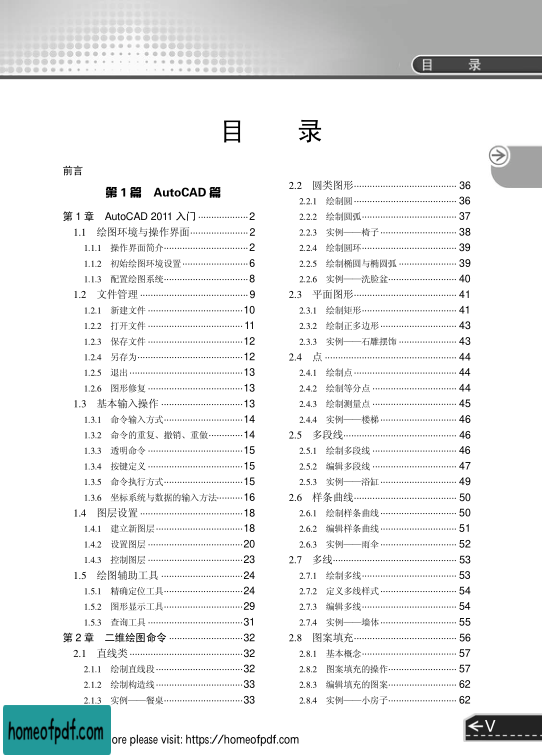 目 录
目 录
前言
第 1 篇 AutoCAD 篇
第 1 章 AutoCAD 2011 入门 ··················· 2
1.1 绘图环境与操作界面 ····················· 2
1.1.1 操作界面简介 ······························ 2
1.1.2 初始绘图环境设置 ······················· 6
1.1.3 配置绘图系统 ······························ 8
1.2 文件管理 ········································ 9
1.2.1 新建文件 ··································· 10
1.2.2 打开文件 ··································· 11
1.2.3 保存文件 ··································· 12
1.2.4 另存为 ······································· 12
1.2.5 退出 ·········································· 13
1.2.6 图形修复 ··································· 13
1.3 基本输入操作 ······························· 13
1.3.1 命令输入方式 ···························· 14
1.3.2 命令的重复、撤销、重做 ············· 14
1.3.3 透明命令 ··································· 15
1.3.4 按键定义 ··································· 15
1.3.5 命令执行方式 ···························· 15
1.3.6 坐标系统与数据的输入方法 ········· 16
1.4 图层设置 ······································ 18
1.4.1 建立新图层 ································ 18
1.4.2 设置图层 ··································· 20
1.4.3 控制图层 ··································· 23
1.5 绘图辅助工具 ······························· 24
1.5.1 精确定位工具 ···························· 24
1.5.2 图形显示工具 ···························· 29
1.5.3 查询工具 ··································· 31
第 2 章 二维绘图命令 ··························· 32
2.1 直线类 ········································· 32
2.1.1 绘制直线段 ································ 32
2.1.2 绘制构造线 ································ 33
2.1.3 实例——餐桌 ····························· 33
2.2 圆类图形 ······································ 36
2.2.1 绘制圆 ······································· 36
2.2.2 绘制圆弧 ··································· 37
2.2.3 实例——椅子 ····························· 38
2.2.4 绘制圆环 ··································· 39
2.2.5 绘制椭圆与椭圆弧 ····················· 39
2.2.6 实例——洗脸盆 ························· 40
2.3 平面图形 ······································ 41
2.3.1 绘制矩形 ··································· 41
2.3.2 绘制正多边形 ···························· 43
2.3.3 实例——石雕摆饰 ····················· 43
2.4 点 ················································ 44
2.4.1 绘制点 ······································· 44
2.4.2 绘制等分点 ································ 44
2.4.3 绘制测量点 ································ 45
2.4.4 实例——楼梯 ····························· 46
2.5 多段线 ········································· 46
2.5.1 绘制多段线 ································ 46
2.5.2 编辑多段线 ································ 47
2.5.3 实例——浴缸 ····························· 49
2.6 样条曲线 ······································ 50
2.6.1 绘制样条曲线 ···························· 50
2.6.2 编辑样条曲线 ···························· 51
2.6.3 实例——雨伞 ····························· 52
2.7 多线 ············································· 53
2.7.1 绘制多线 ··································· 53
2.7.2 定义多线样式 ···························· 54
2.7.3 编辑多线 ··································· 54
2.7.4 实例——墙体 ····························· 55
2.8 图案填充 ······································ 56
2.8.1 基本概念 ··································· 57
2.8.2 图案填充的操作 ························· 57
2.8.3 编辑填充的图案 ························· 62
2.8.4 实例——小房子 ························· 62
V
homeofpdf.com
ore please visit: https://homeofpdf.com